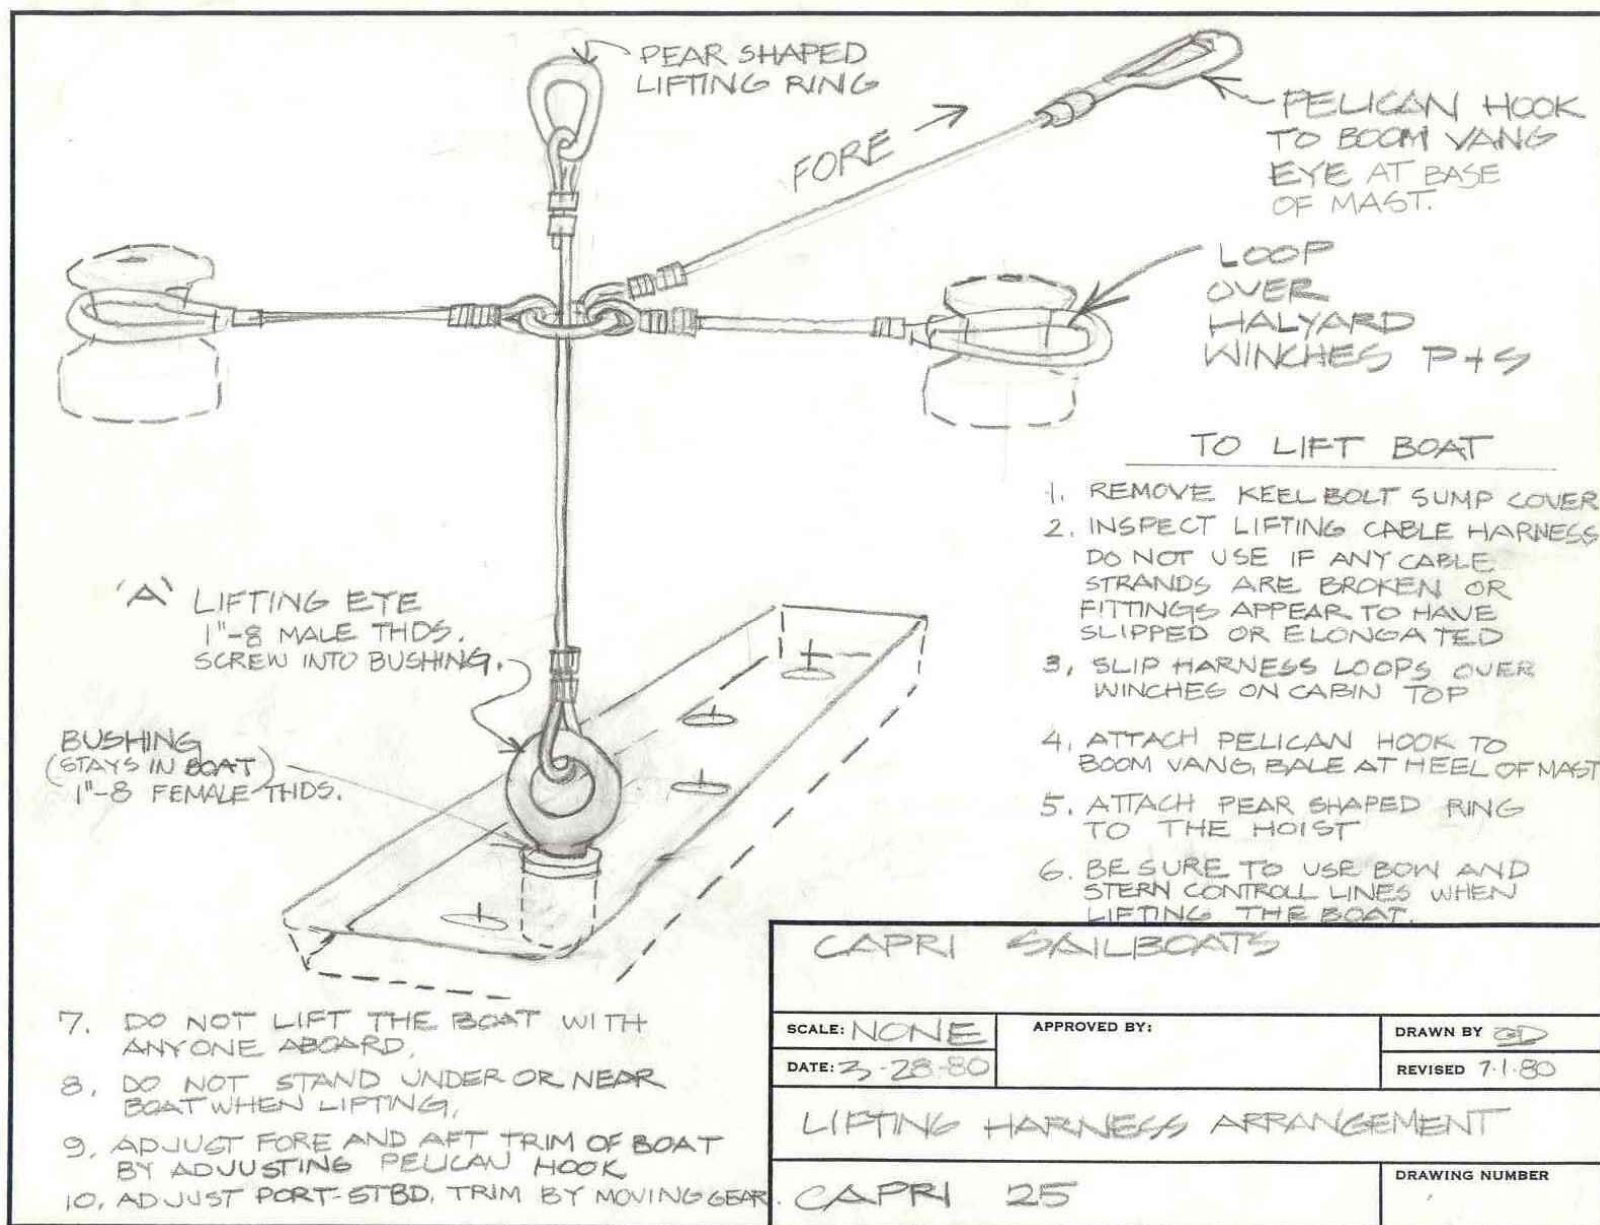 PEAR SHAPED
LIFTING RING
FORE
PELICAN HOOK
TO BOOM VANG
EYE AT BASE
OF MAST.
LOOP
OVER
HALYARD
WINCHES P+S
TO LIFT BOAT
1. REMOVE KEEL BOLT SUMP COVER
2. INSPECT LIFTING CABLE HARNESS
DO NOT USE IF ANY CABLE
STRANDS ARE BROKEN OR
FITTINGS APPEAR TO HAVE
SLIPPED OR ELONGATED
3, SLIP HARNESS LOOPS OVER
WINCHES ON CABIN TOP
4, ATTACH PELICAN HOOK TO
BOOM VANG, BALE AT HEEL OF MAST
5. ATTACH PEAR SHAPED RING
TO THE HOIST
6. BE SURE TO USE BOW AND
STERN CONTROLL LINES WHEN
LIFTING THE BOAT.
'A' LIFTING EYE
1"-8 MALE THDS.
SCREW INTO BUSHING.
BUSHING
(STAYS IN BOAT)
1"-8 FEMALE THDS.
7. DO NOT LIFT THE BOAT WITH
ANYONE ABOARD.
8, DO NOT STAND UNDER OR NEAR
BOAT WHEN LIFTING,
9, ADJUST FORE AND AFT TRIM OF BOAT
BY ADJUSTING PELICAN HOOK
10, ADJUST PORT-STBD. TRIM BY MOVING GEAR.
CAPRI SAILBOATS
SCALE: NONE APPROVED BY: DRAWN BY
DATE: 3-28-80 REVISED 7·1·80
LIFTING HARNESS ARRANGEMENT
CAPRI 25 DRAWING NUMBER